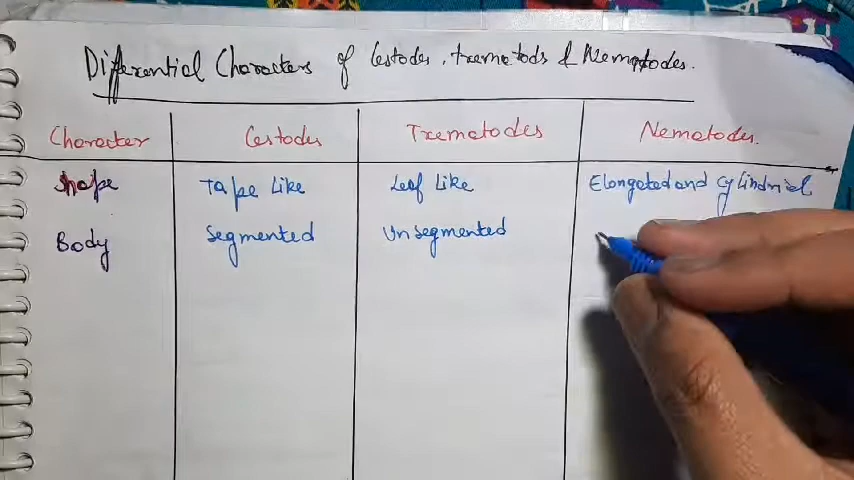 Differential Characters of Cestodes, trematods & Nematodes.
Character Cestodes Trematodes Nematodes.
Shape Tape Like Leaf Like Elongated and Cylindrical
Body Segmented Unsegmented